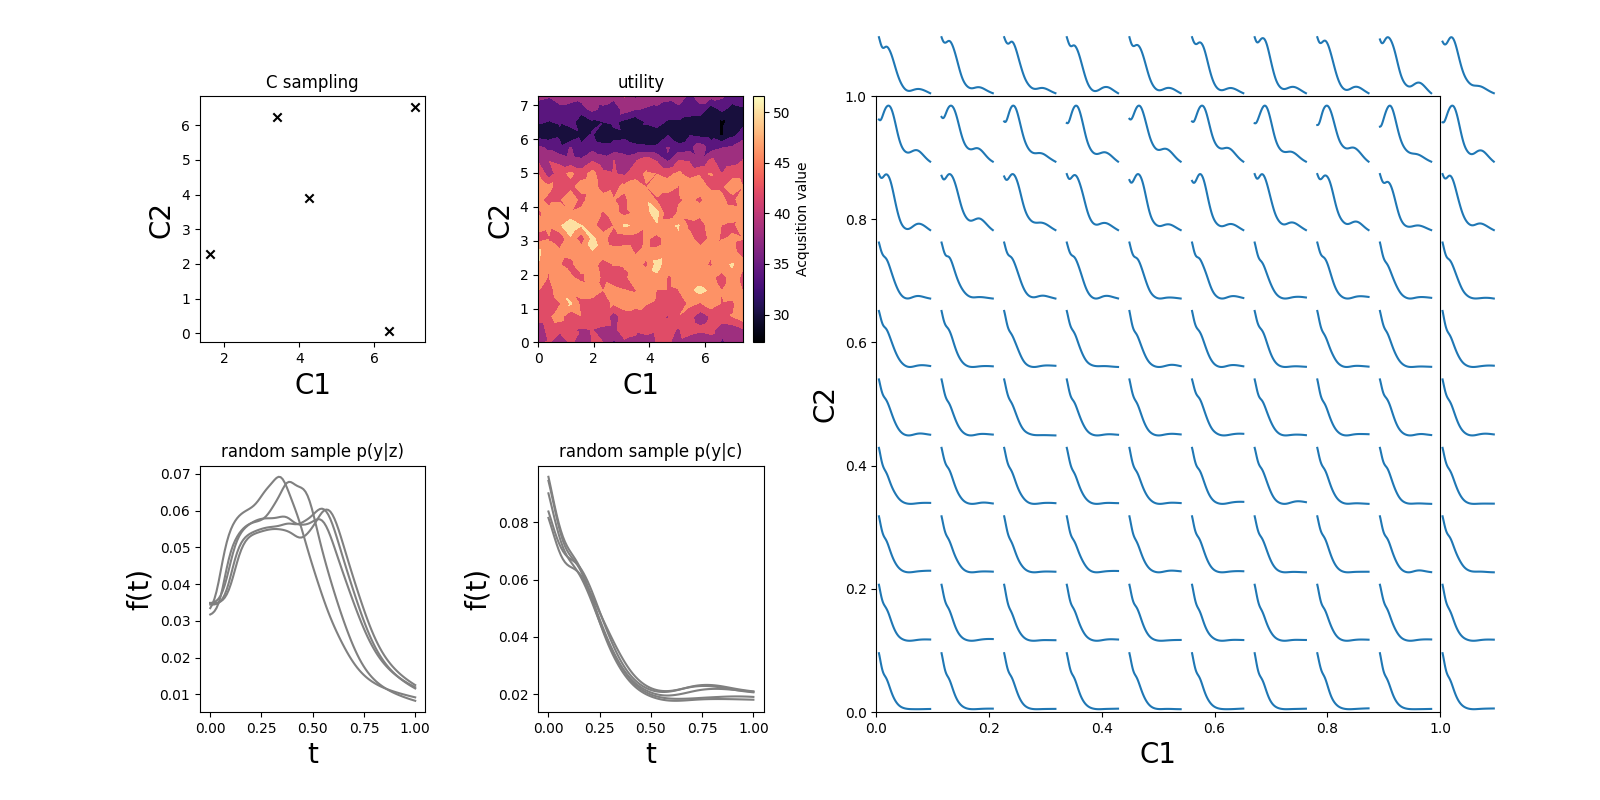 C sampling
6
5
4
3
2
1
0
C2
2
4
6
C1
utility
7
6
5
4
3
2
1
0
C2
0
2
4
6
C1
50
45
40
35
30
Acqusition value
random sample p(y|z)
0.07
0.06
0.05
0.04
0.03
0.02
0.01
f(t)
0.00 0.25 0.50 0.75 1.00
t
random sample p(y|c)
0.08
0.06
0.04
0.02
f(t)
0.00 0.25 0.50 0.75 1.00
t
1.0
0.8
0.6
0.4
0.2
0.0
C2
0.0 0.2 0.4 0.6 0.8 1.0
C1